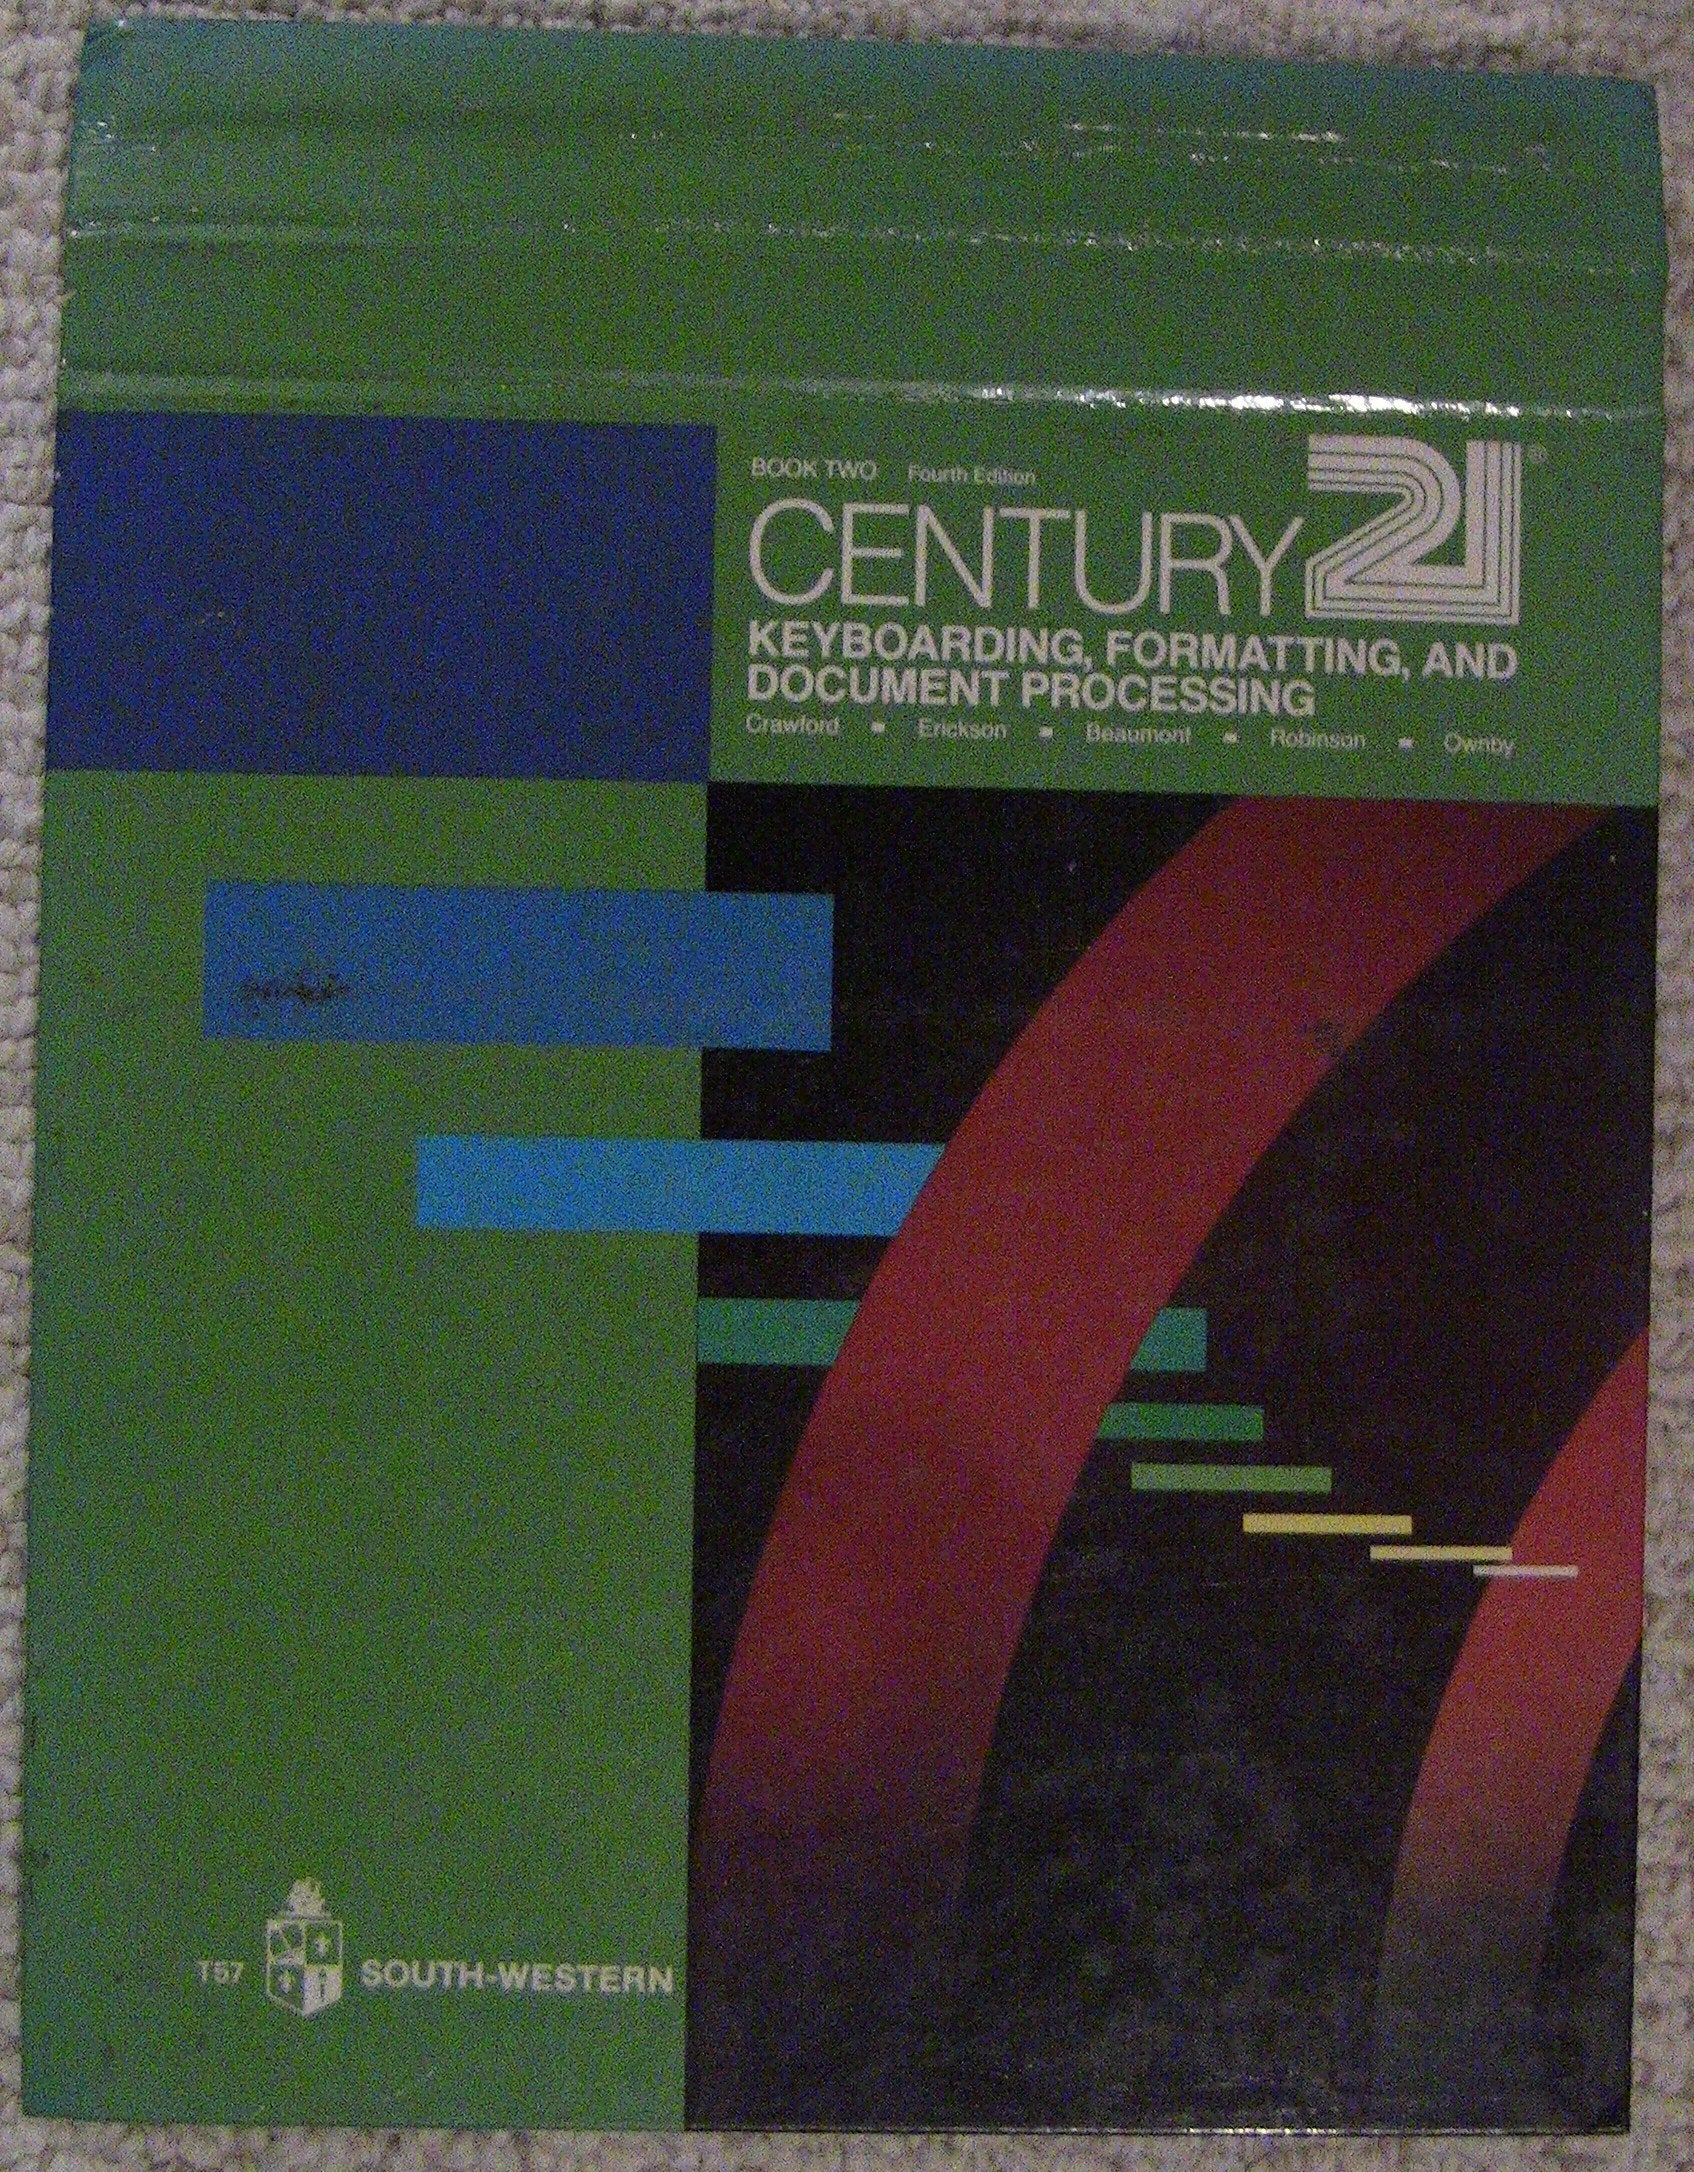 BOOK TWO Fourth Edition
CENTURY 21®
KEYBOARDING, FORMATTING, AND
DOCUMENT PROCESSING
Crawford ■ Erickson ■ Beaumont ■ Robinson ■ Ownby
T57 SOUTH-WESTERN